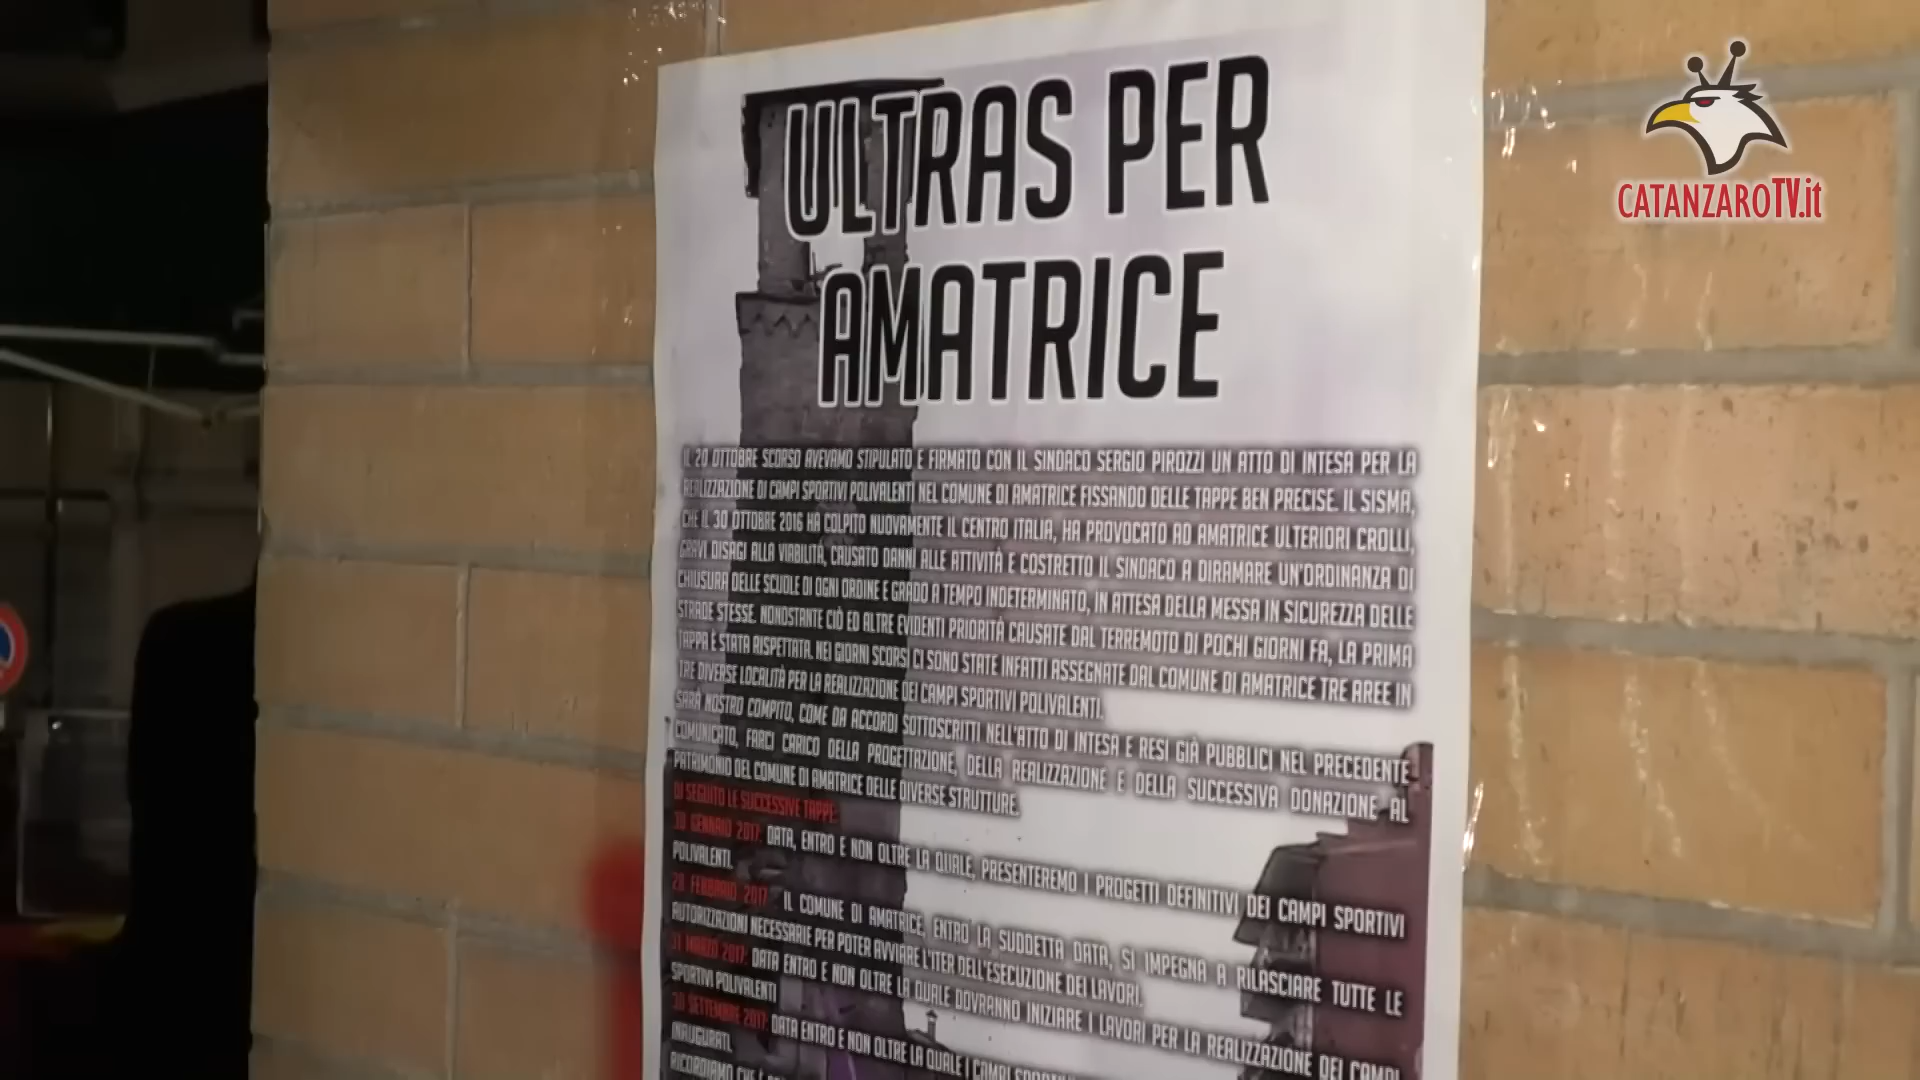 ULTRAS PER
AMATRICE
IL 20 OTTOBRE SCORSO AVEVAMO STIPULATO E FIRMATO CON IL SINDACO SERGIO PIROZZI UN ATTO DI INTESA PER LA
REALIZZAZIONE DI CAMPI SPORTIVI POLIVALENTI NEL COMUNE DI AMATRICE FISSANDO DELLE TAPPE BEN PRECISE. IL SISMA,
CHE IL 30 OTTOBRE 2016 HA COLPITO NUOVAMENTE IL CENTRO ITALIA, HA PROVOCATO AD AMATRICE ULTERIORI CROLLI,
GRAVI DISAGI ALLA VIABILITÀ, CAUSATO DANNI ALLE ATTIVITÀ E COSTRETTO IL SINDACO A DIRAMARE UN'ORDINANZA DI
CHIUSURA DELLE SCUOLE DI OGNI ORDINE E GRADO A TEMPO INDETERMINATO, IN ATTESA DELLA MESSA IN SICUREZZA DELLE
STRADE STESSE. NONOSTANTE CIÒ ED ALTRE EVIDENTI PRIORITÀ CAUSATE DAL TERREMOTO DI POCHI GIORNI FA, LA PRIMA
TAPPA È STATA RISPETTATA. NEI GIORNI SCORSI CI SONO STATE INFATTI ASSEGNATE DAL COMUNE DI AMATRICE TRE AREE IN
TRE DIVERSE LOCALITÀ PER LA REALIZZAZIONE DEI CAMPI SPORTIVI POLIVALENTI.
SARÀ NOSTRO COMPITO, COME DA ACCORDI SOTTOSCRITTI NELL'ATTO DI INTESA E RESI GIÀ PUBBLICI NEL PRECEDENTE
COMUNICATO, FARCI CARICO DELLA PROGETTAZIONE, DELLA REALIZZAZIONE E DELLA SUCCESSIVA DONAZIONE AL
PATRIMONIO DEL COMUNE DI AMATRICE DELLE DIVERSE STRUTTURE.
DI SEGUITO LE SUCCESSIVE TAPPE:
30 GENNAIO 2017: DATA, ENTRO E NON OLTRE LA QUALE, PRESENTEREMO I PROGETTI DEFINITIVI DEI CAMPI SPORTIVI
POLIVALENTI.
28 FEBBRAIO 2017: IL COMUNE DI AMATRICE, ENTRO LA SUDDETTA DATA, SI IMPEGNA A RILASCIARE TUTTE LE
AUTORIZZAZIONI NECESSARIE PER POTER AVVIARE L'ITER DELL'ESECUZIONE DEI LAVORI.
31 MARZO 2017: DATA ENTRO E NON OLTRE LA QUALE DOVRANNO INIZIARE I LAVORI PER LA REALIZZAZIONE DEI CAMPI
SPORTIVI POLIVALENTI
30 SETTEMBRE 2017: DATA ENTRO E NON OLTRE LA QUALE I CAMPI
INAUGURATI.
RICORDIAMO CHE
CATANZAROTV.it